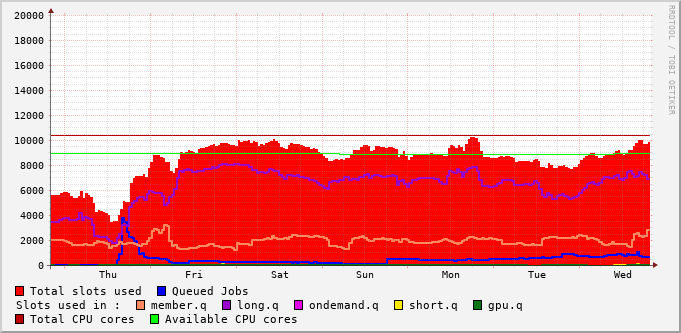 20000
18000
16000
14000
12000
10000
8000
6000
4000
2000
0
Thu Fri Sat Sun Mon Tue Wed
RRDTOOL / TOBI OETIKER
Total slots used Queued Jobs
Slots used in : member.q long.q ondemand.q short.q gpu.q
Total CPU cores Available CPU cores